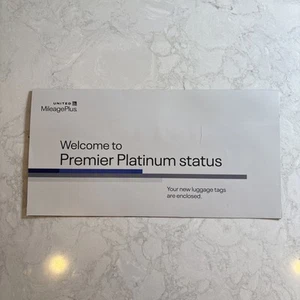 UNITED
MileagePlus
Welcome to
Premier Platinum status
Your new luggage tags
are enclosed.